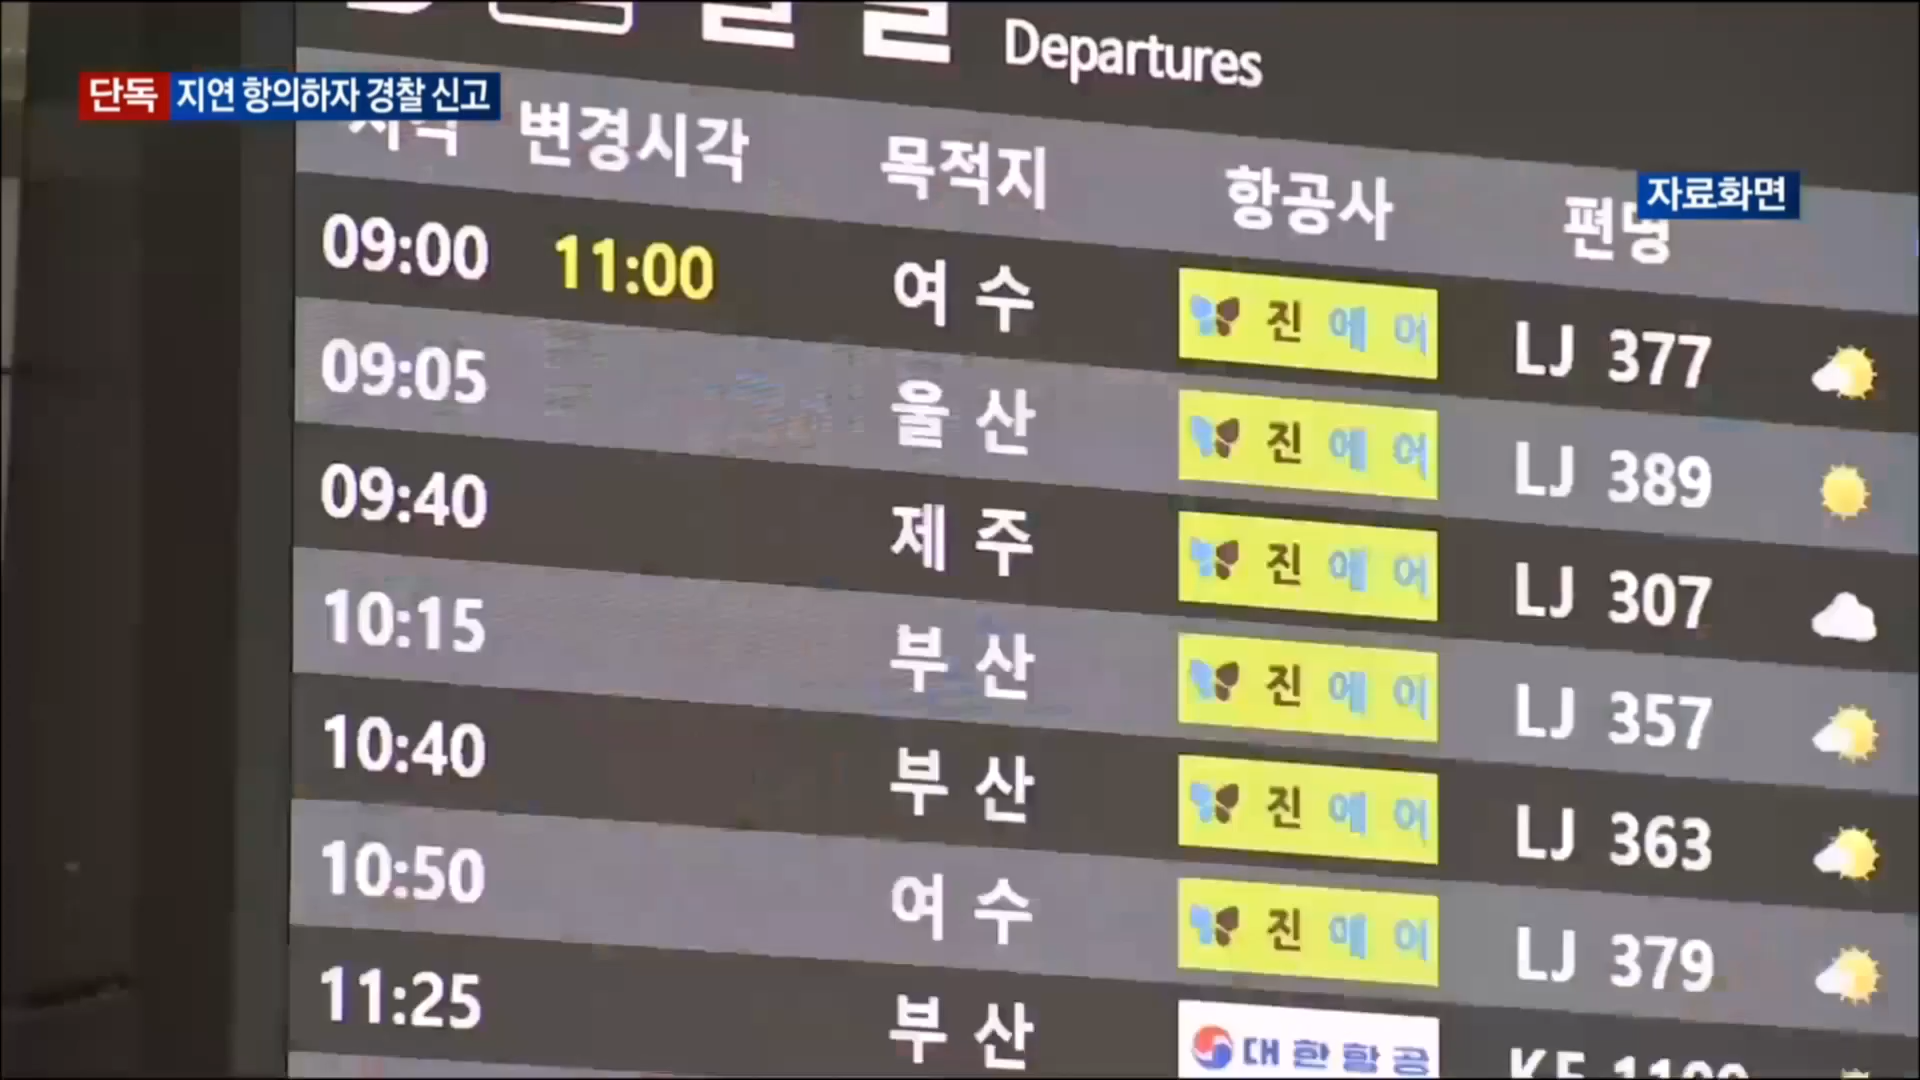 Departures
단독 지연 항의하자 경찰 신고
자료화면
변경시각 목적지 항공사 편명
09:00 11:00 여수 진에어 LJ 377
09:05 울산 진에어 LJ 389
09:40 제주 진에어 LJ 307
10:15 부산 진에어 LJ 357
10:40 부산 진에어 LJ 363
10:50 여수 진에어 LJ 379
11:25 부산 대한항공